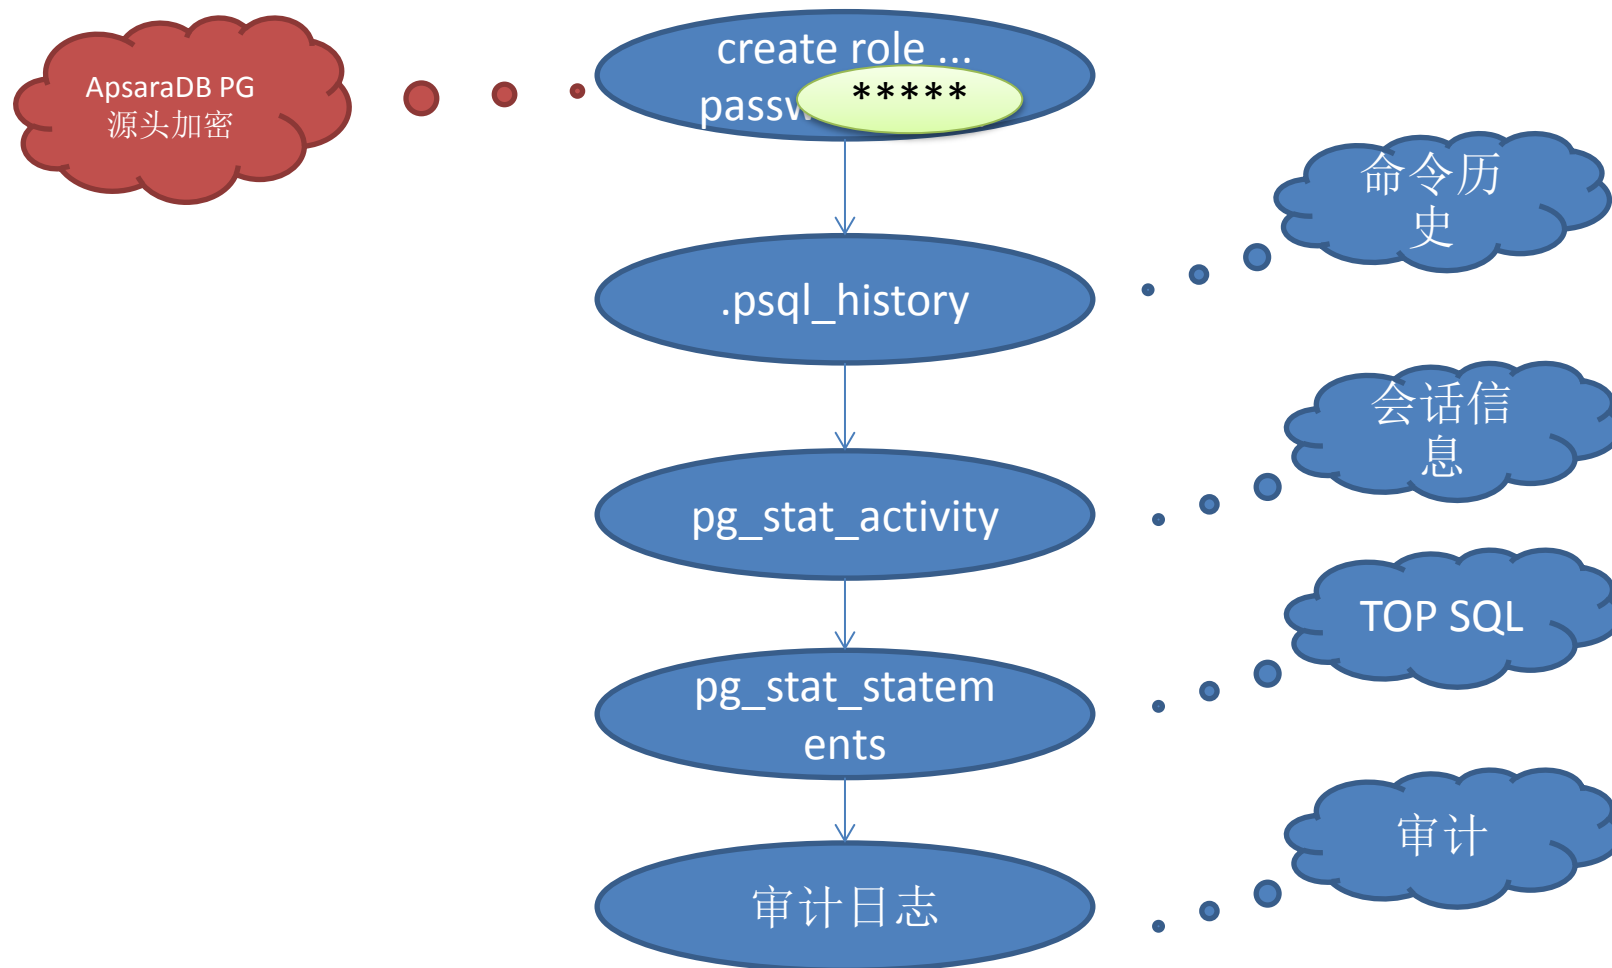 ApsaraDB PG
源头加密
create role ...
passw
*****
命令历
史
.psql_history
会话信
息
pg_stat_activity
TOP SQL
pg_stat_statem
ents
审计
审计日志